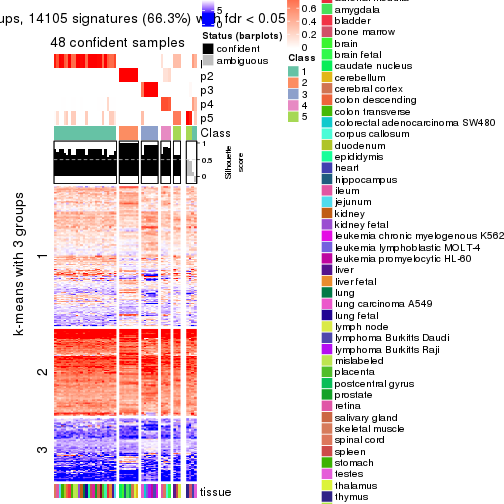 ups, 14105 signatures (66.3%) with fdr < 0.05
48 confident samples
p2
p3
p4
p5
Class
1
0.5
0
Silhouette
score
k-means with 3 groups
1
2
3
tissue
5
0
Status (barplots)
confident
ambiguous
0.6
0.4
0.2
0
Class
1
2
3
4
5
amygdala
bladder
bone marrow
brain
brain fetal
caudate nucleus
cerebellum
cerebral cortex
colon descending
colon transverse
colorectal adenocarcinoma SW480
corpus callosum
duodenum
epididymis
heart
hippocampus
ileum
jejunum
kidney
kidney fetal
leukemia chronic myelogenous K562
leukemia lymphoblastic MOLT-4
leukemia promyelocytic HL-60
liver
liver fetal
lung
lung carcinoma A549
lung fetal
lymph node
lymphoma Burkitts Daudi
lymphoma Burkitts Raji
mislabeled
placenta
postcentral gyrus
prostate
retina
salivary gland
skeletal muscle
spinal cord
spleen
stomach
testes
thalamus
thymus